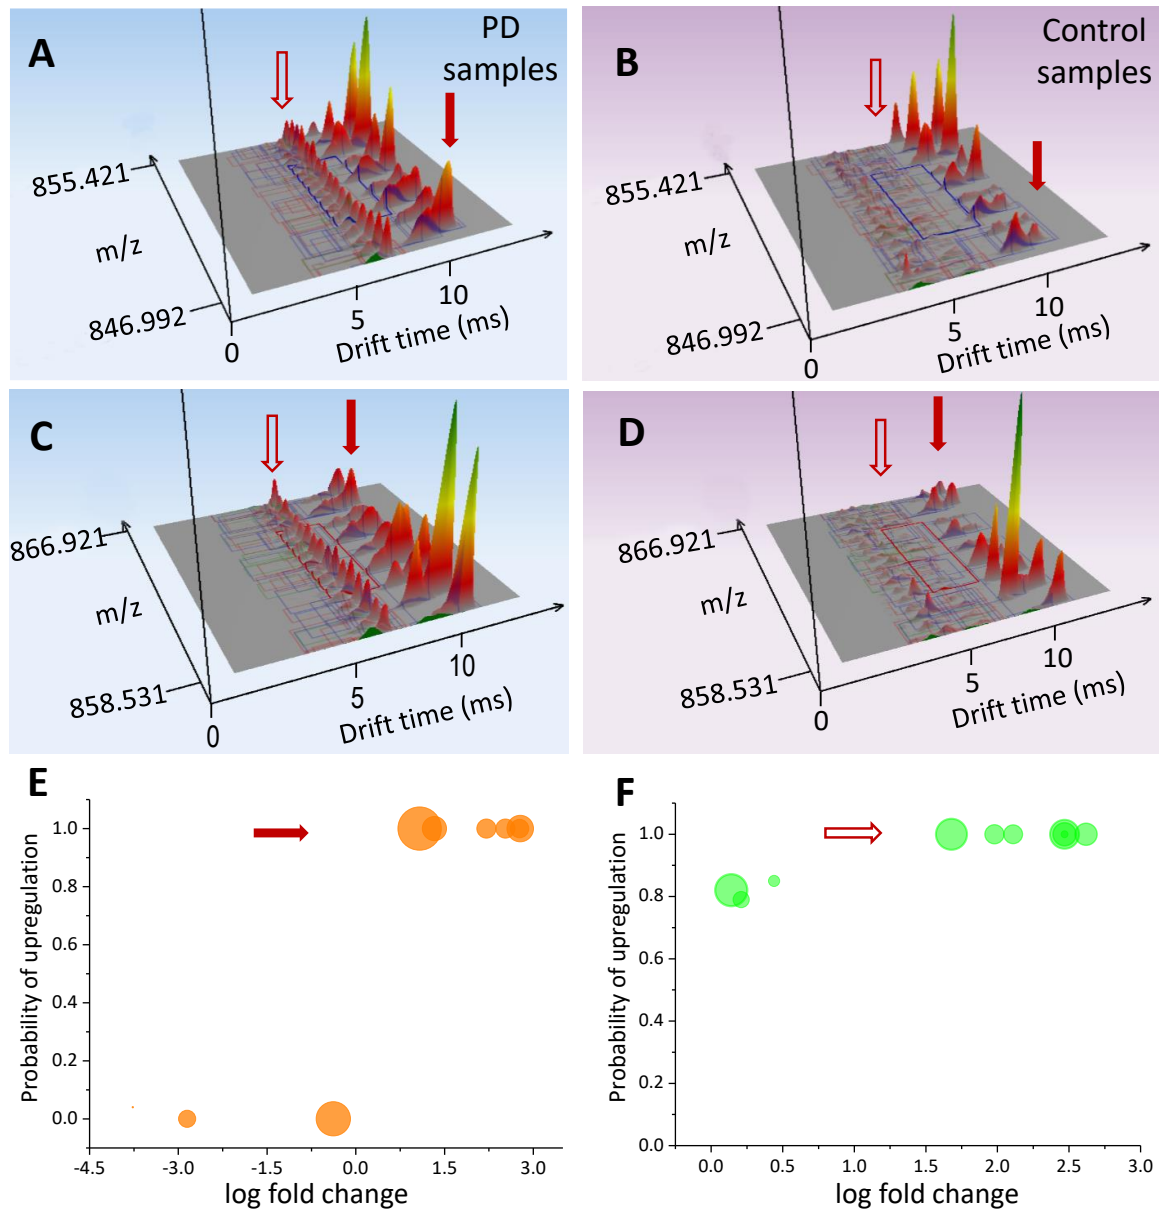 A
PD
samples
855.421
m/z
846.992
0
5
10
Drift time (ms)
B
Control
samples
855.421
m/z
846.992
0
5
10
Drift time (ms)
C
866.921
m/z
858.531
0
5
10
Drift time (ms)
D
866.921
m/z
858.531
0
5
10
Drift time (ms)
E
Probability of upregulation
1.0
0.8
0.6
0.4
0.2
0.0
-4.5 -3.0 -1.5 0.0 1.5 3.0
log fold change
F
Probability of upregulation
1.0
0.8
0.6
0.4
0.2
0.0
0.0 0.5 1.0 1.5 2.0 2.5 3.0
log fold change